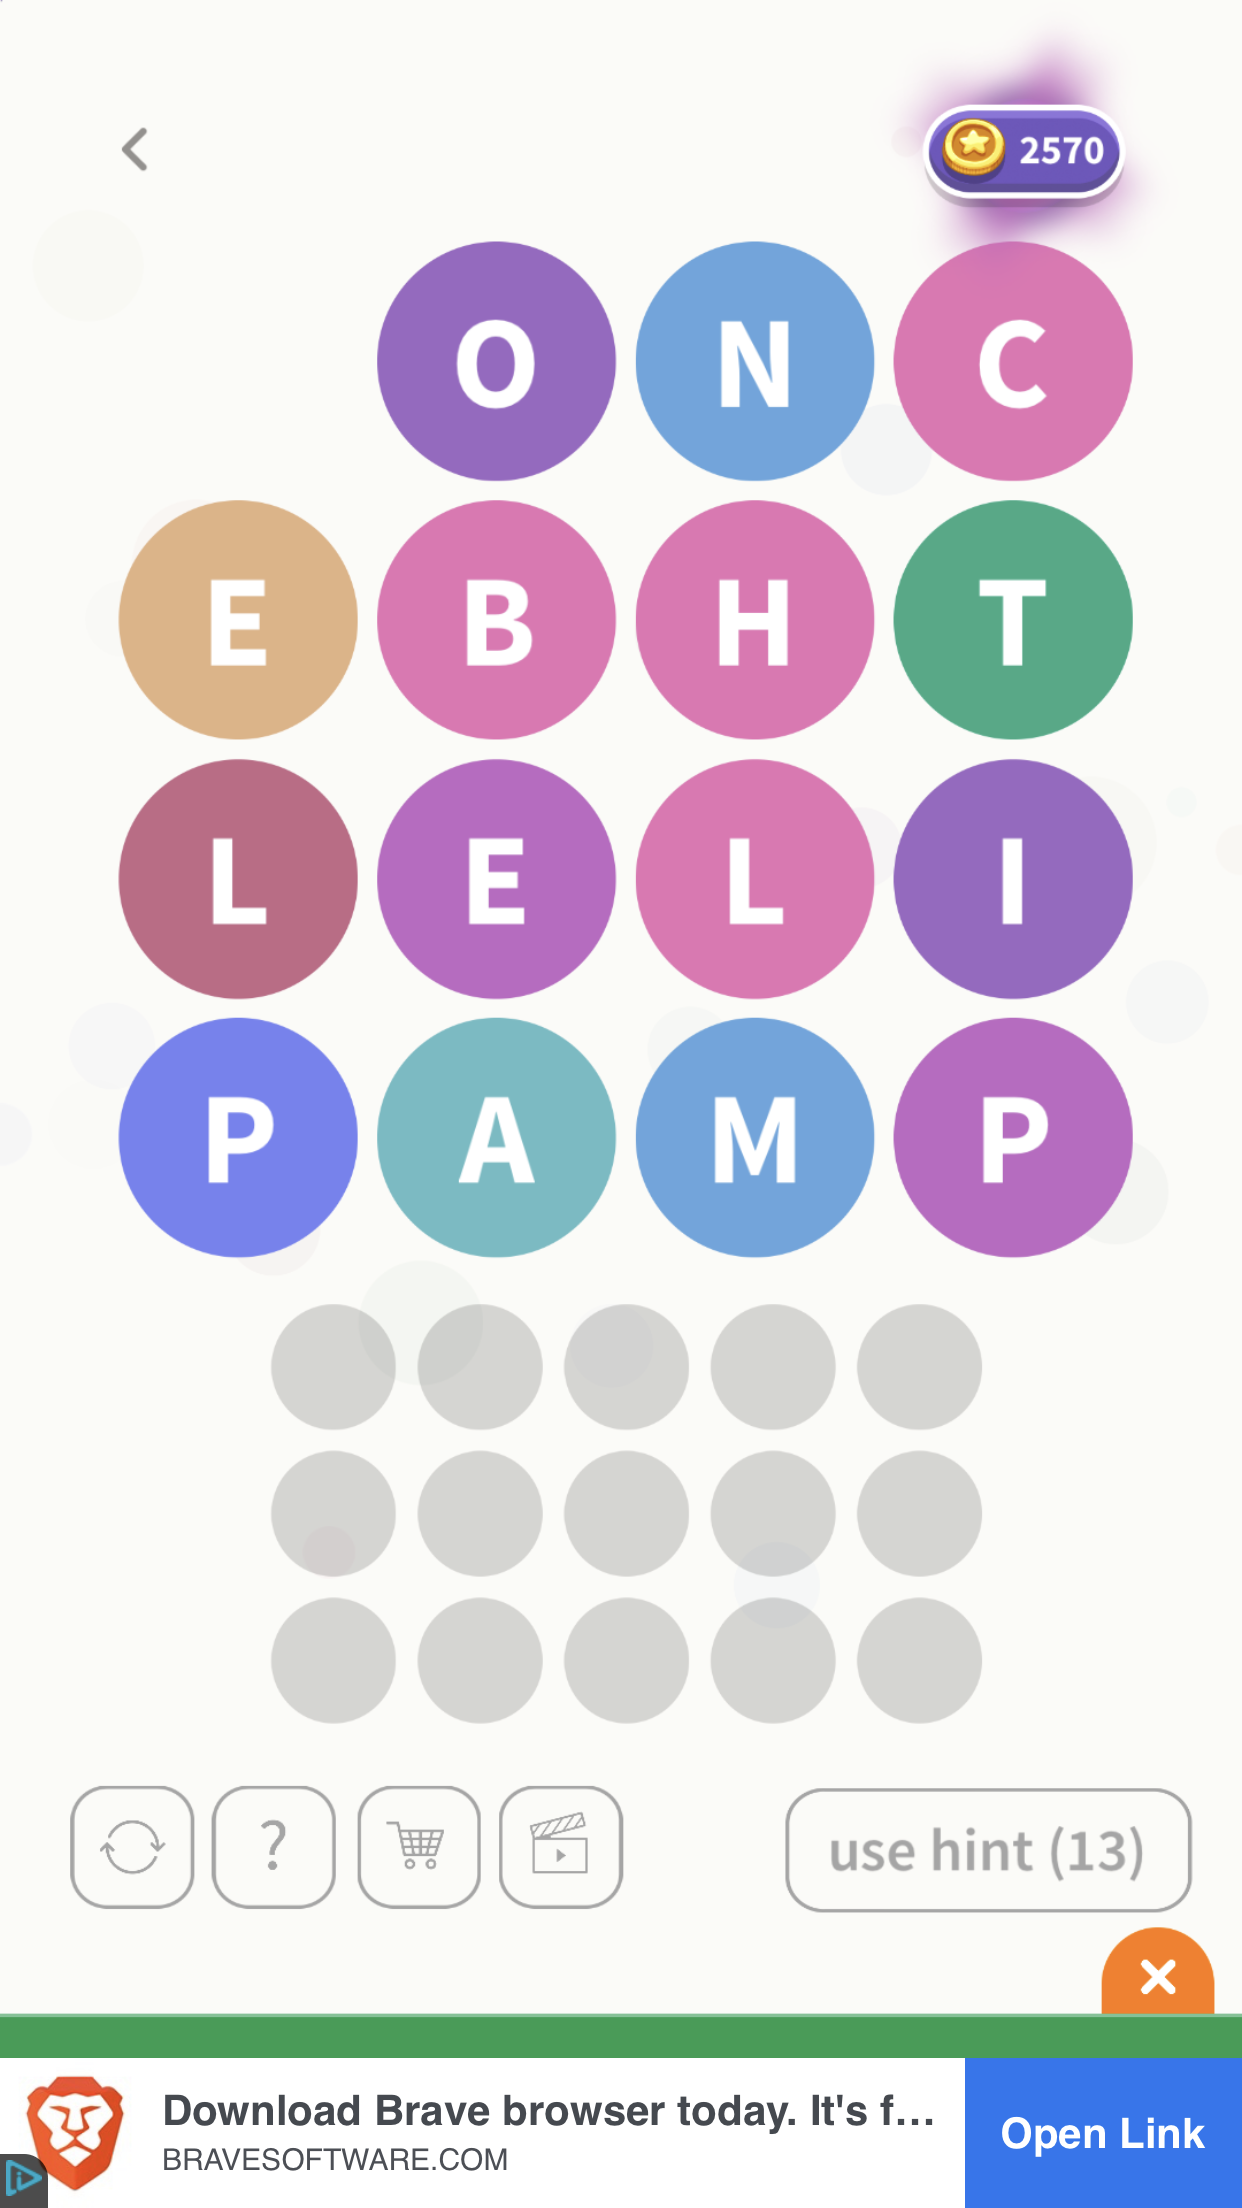 2570
O N C
E B H T
L E L I
P A M P
?
use hint (13)
Download Brave browser today. It's f...
BRAVESOFTWARE.COM
Open Link